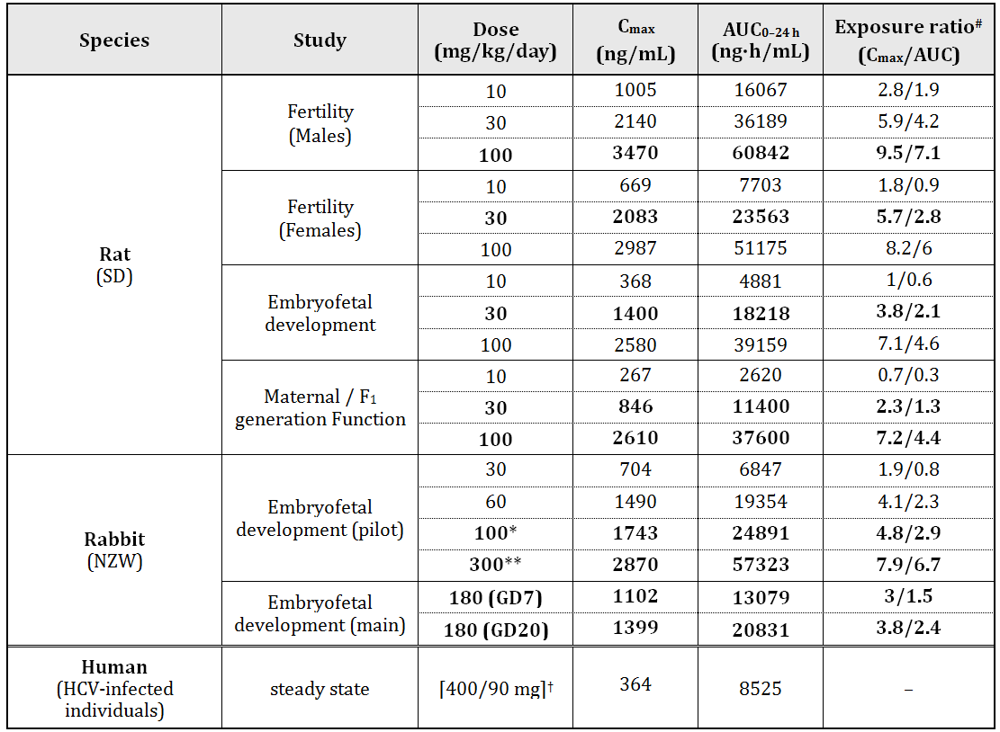 Species Study Dose (mg/kg/day) Cmax (ng/mL) AUC0–24 h (ng·h/mL) Exposure ratio# (Cmax/AUC)
Rat (SD)
Fertility (Males)
10 1005 16067 2.8/1.9
30 2140 36189 5.9/4.2
100 3470 60842 9.5/7.1
Fertility (Females)
10 669 7703 1.8/0.9
30 2083 23563 5.7/2.8
100 2987 51175 8.2/6
Embryofetal development
10 368 4881 1/0.6
30 1400 18218 3.8/2.1
100 2580 39159 7.1/4.6
Maternal / F1 generation Function
10 267 2620 0.7/0.3
30 846 11400 2.3/1.3
100 2610 37600 7.2/4.4
Rabbit (NZW)
Embryofetal development (pilot)
30 704 6847 1.9/0.8
60 1490 19354 4.1/2.3
100* 1743 24891 4.8/2.9
300** 2870 57323 7.9/6.7
Embryofetal development (main)
180 (GD7) 1102 13079 3/1.5
180 (GD20) 1399 20831 3.8/2.4
Human (HCV-infected individuals) steady state ⌈400/90 mg]† 364 8525 –